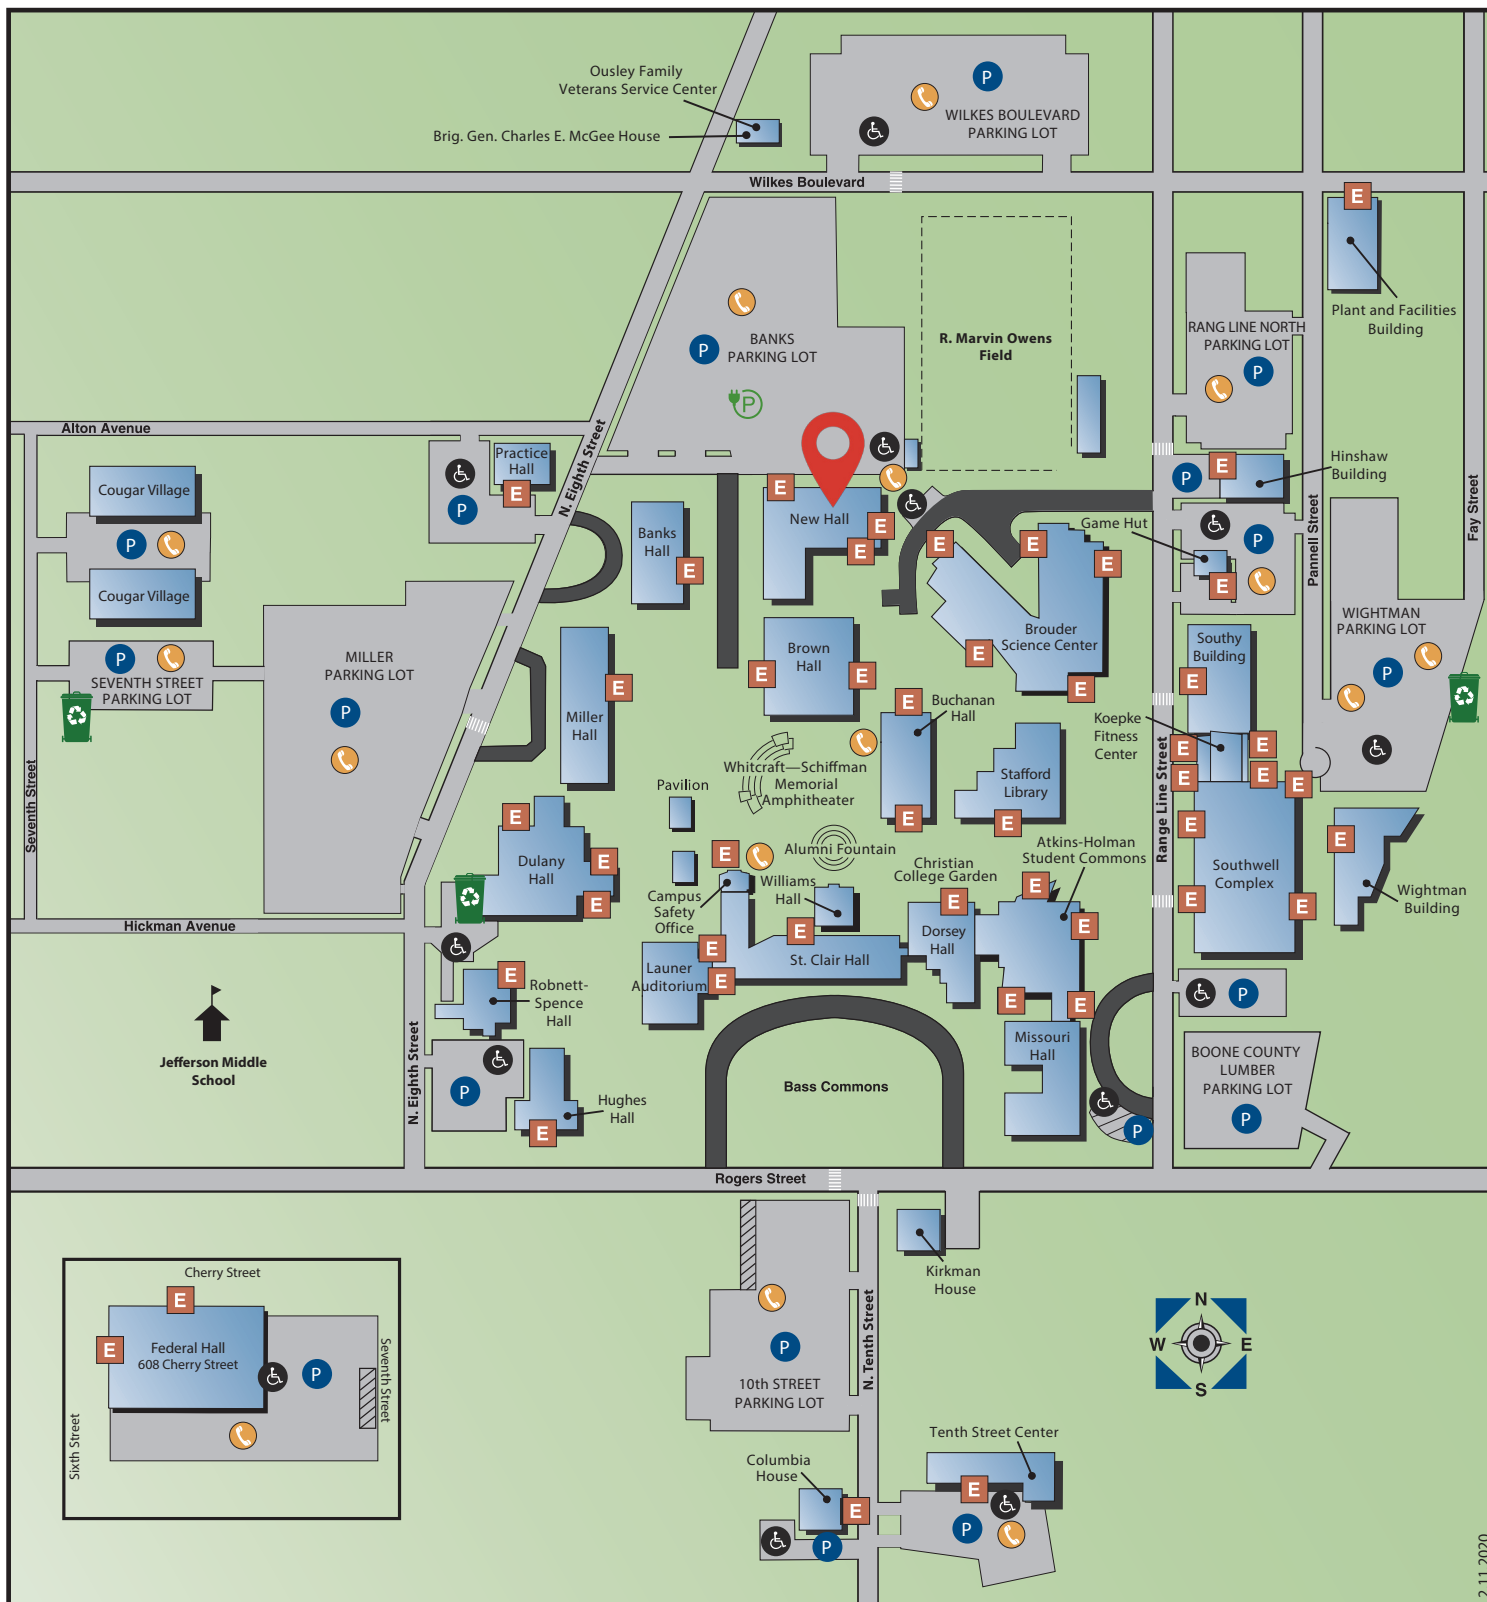 Ousley Family
Veterans Service Center
Brig. Gen. Charles E. McGee House
P
WILKES BOULEVARD
PARKING LOT
Wilkes Boulevard
E
Plant and Facilities
Building
BANKS
PARKING LOT
P
P
R. Marvin Owens
Field
RANG LINE NORTH
PARKING LOT
P
Alton Avenue
N. Eighth Street
Practice
Hall
E
P
Cougar Village
P
Cougar Village
P
SEVENTH STREET
PARKING LOT
Seventh Street
MILLER
PARKING LOT
P
Banks
Hall
E
E
New Hall
E
E
E
E
E
Brouder
Science Center
E
E
P
E
Hinshaw
Building
Game Hut
P
E
Pannell Street
Fay Street
WIGHTMAN
PARKING LOT
P
Southy
Building
E
Koepke
Fitness
Center
E
E
E
E
E
Range Line Street
E
Southwell
Complex
E
E
E
Wightman
Building
Miller
Hall
E
Brown
Hall
E
E
E
Buchanan
Hall
E
Whitcraft—Schiffman
Memorial
Amphitheater
Stafford
Library
E
Pavilion
Alumni Fountain
E
Dulany
Hall
E
E
E
Campus
Safety
Office
Williams
Hall
Christian
College Garden
Atkins-Holman
Student Commons
E
E
E
E
E
Dorsey
Hall
E
St. Clair Hall
Launer
Auditorium
E
E
Hickman Avenue
E
Robnett-
Spence
Hall
N. Eighth Street
Jefferson Middle
School
P
Hughes
Hall
E
Bass Commons
Missouri
Hall
P
P
BOONE COUNTY
LUMBER
PARKING LOT
P
Rogers Street
Kirkman
House
N. Tenth Street
P
10th STREET
PARKING LOT
N
W
E
S
Cherry Street
E
E
Federal Hall
608 Cherry Street
P
Seventh Street
Sixth Street
Tenth Street Center
E
P
Columbia
House
E
P
2.11.2020